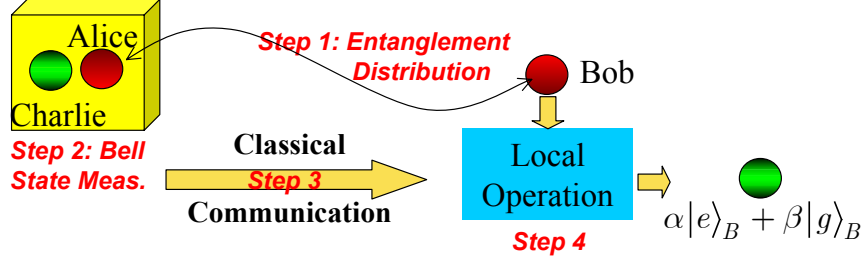 Alice
Charlie
Step 1: Entanglement
Distribution
Bob
Step 2: Bell
State Meas.
Classical
Step 3
Communication
Local
Operation
Step 4
α|e⟩_B + β|g⟩_B